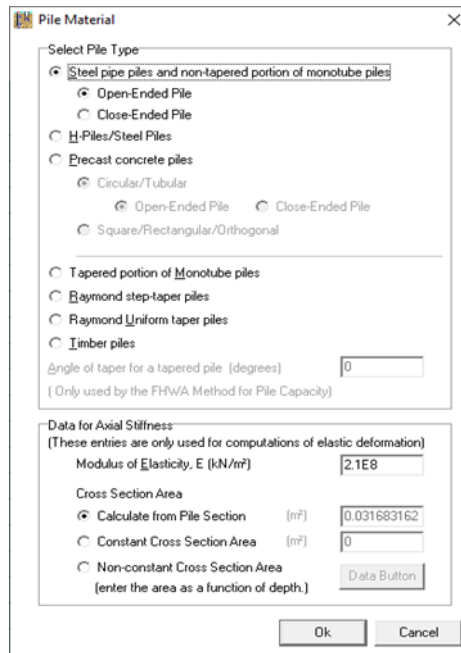 Pile Material
Select Pile Type
Steel pipe piles and non-tapered portion of monotube piles
Open-Ended Pile
Close-Ended Pile
H-Piles/Steel Piles
Precast concrete piles
Circular/Tubular
Open-Ended Pile Close-Ended Pile
Square/Rectangular/Orthogonal
Tapered portion of Monotube piles
Raymond step-taper piles
Raymond Uniform taper piles
Timber piles
Angle of taper for a tapered pile (degrees) 0
( Only used by the FHWA Method for Pile Capacity)
Data for Axial Stiffness
(These entries are only used for computations of elastic deformation)
Modulus of Elasticity, E (kN/m²) 2.1E8
Cross Section Area
Calculate from Pile Section (m²) 0.031683162
Constant Cross Section Area (m²) 0
Non-constant Cross Section Area
(enter the area as a function of depth.) Data Button
Ok Cancel